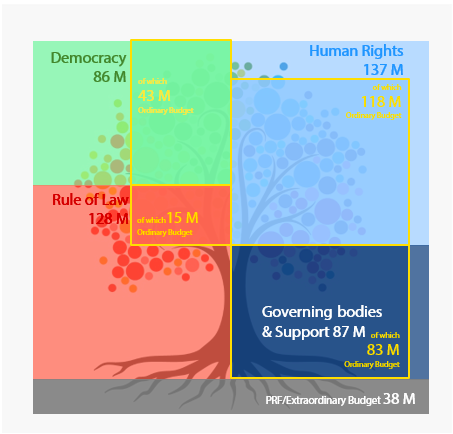 Democracy
86 M
of which
43 M
Ordinary Budget
Human Rights
137 M
of which
118 M
Ordinary Budget
Rule of Law
128 M
of which 15 M
Ordinary Budget
Governing bodies
& Support 87 M of which
83 M
Ordinary Budget
PRF/Extraordinary Budget 38 M